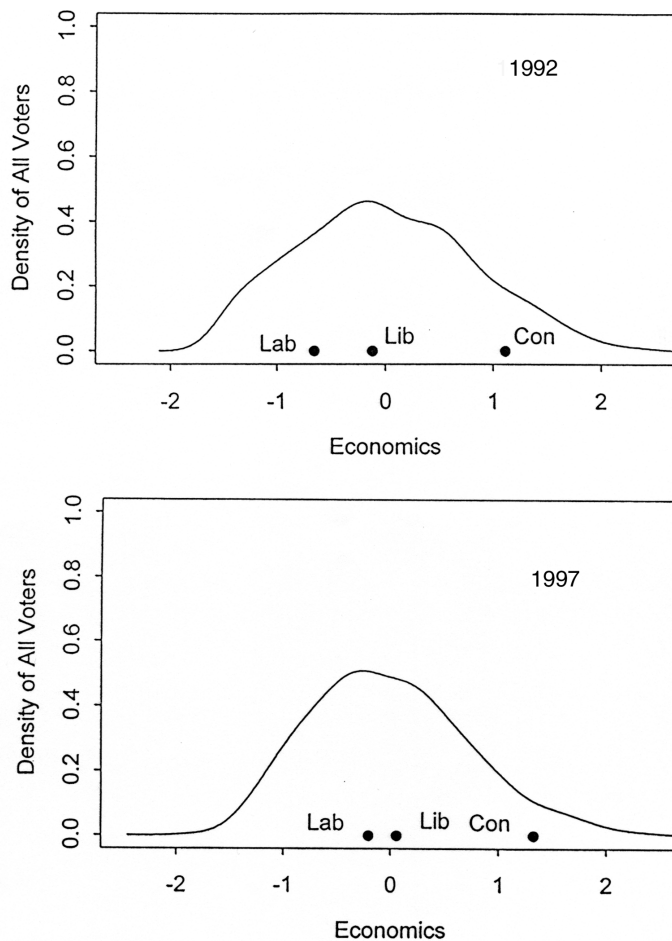 1992
Density of All Voters
1.0
0.8
0.6
0.4
0.2
0.0
Lab
Lib
Con
-2 -1 0 1 2
Economics
1997
Density of All Voters
1.0
0.8
0.6
0.4
0.2
0.0
Lab
Lib
Con
-2 -1 0 1 2
Economics